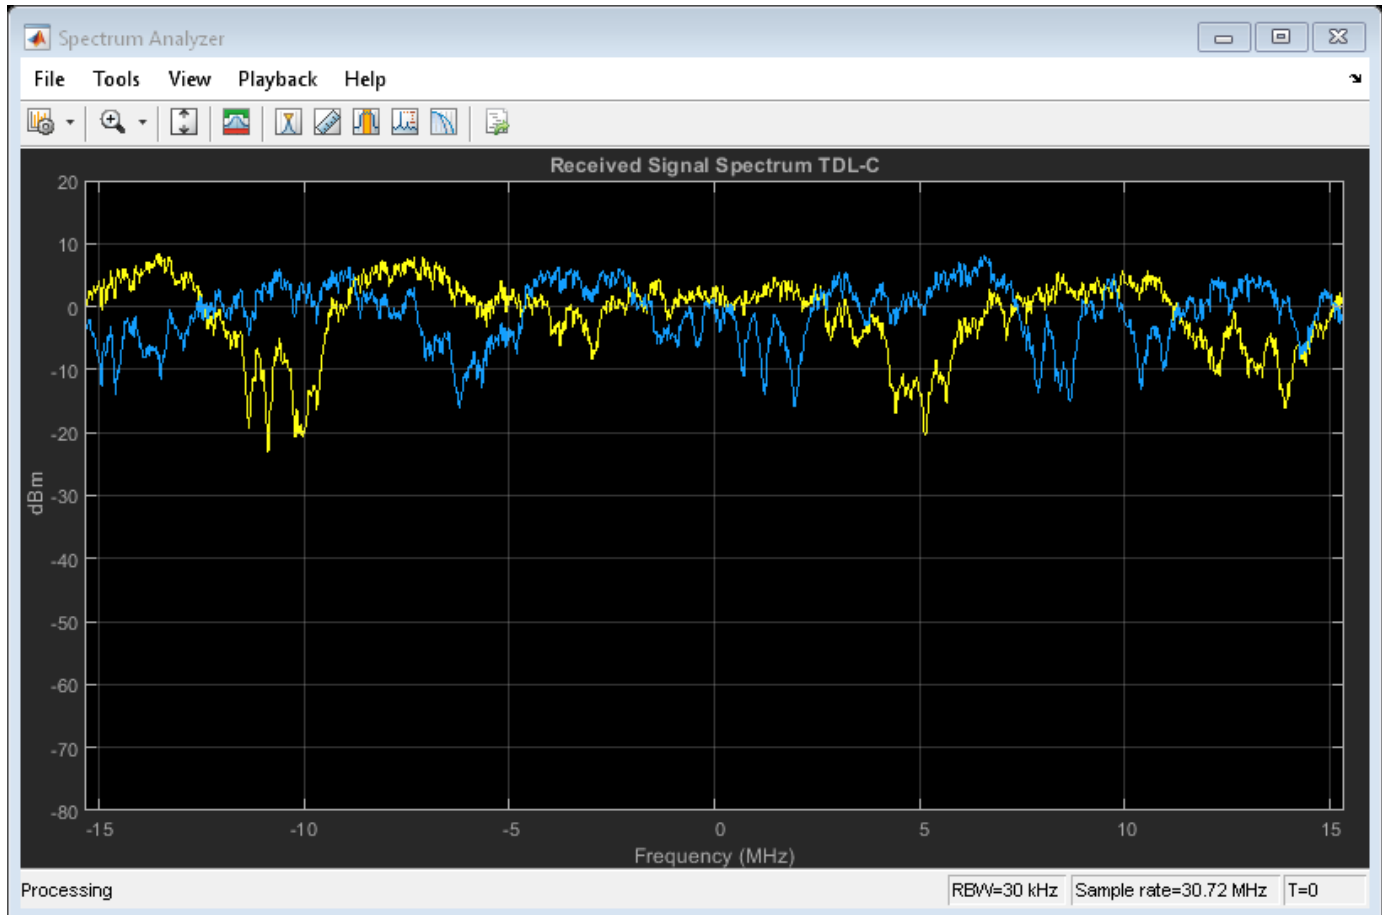 Spectrum Analyzer
File Tools View Playback Help
Received Signal Spectrum TDL-C
20
10
0
-10
-20
-30
-40
-50
-60
-70
-80
dBm
-15 -10 -5 0 5 10 15
Frequency (MHz)
Processing RBW=30 kHz Sample rate=30.72 MHz T=0